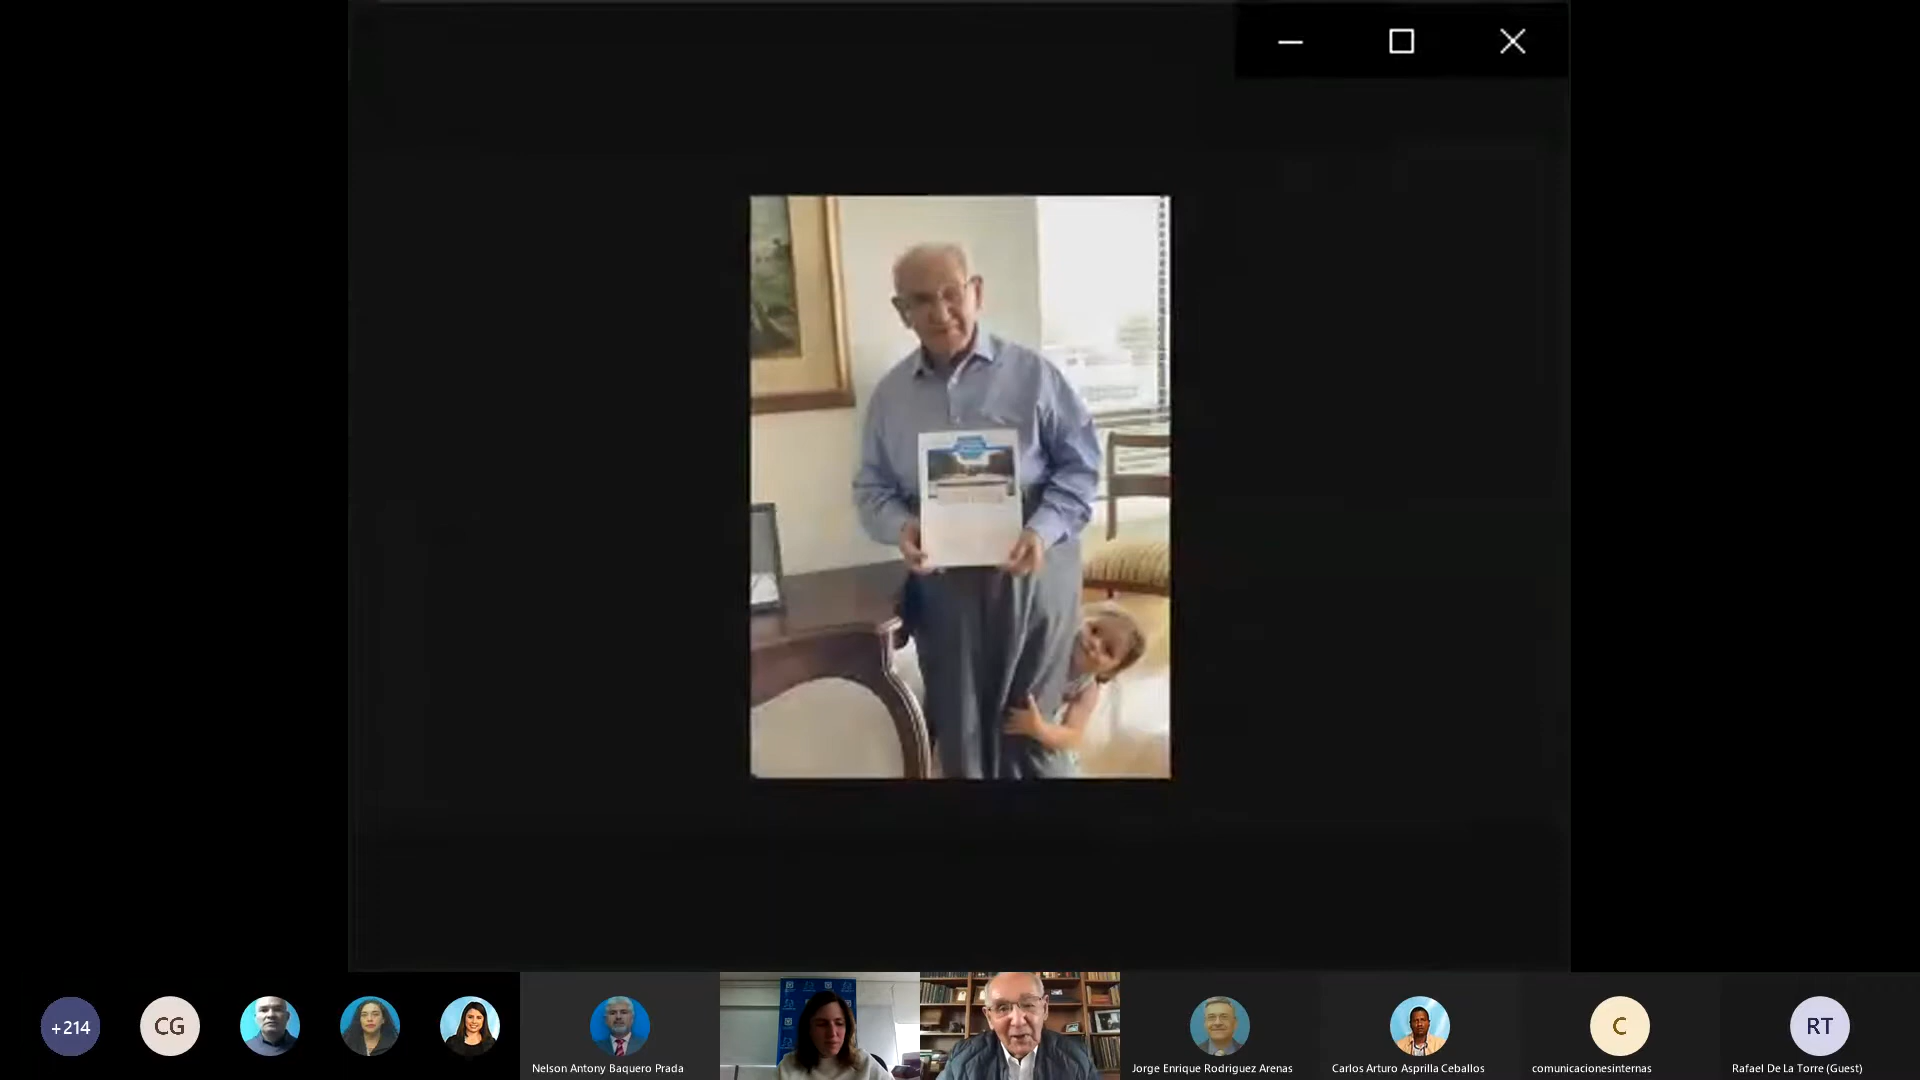 +214
CG
Nelson Antony Baquero Prada
Jorge Enrique Rodriguez Arenas
Carlos Arturo Asprilla Ceballos
C
comunicacionesinternas
RT
Rafael De La Torre (Guest)